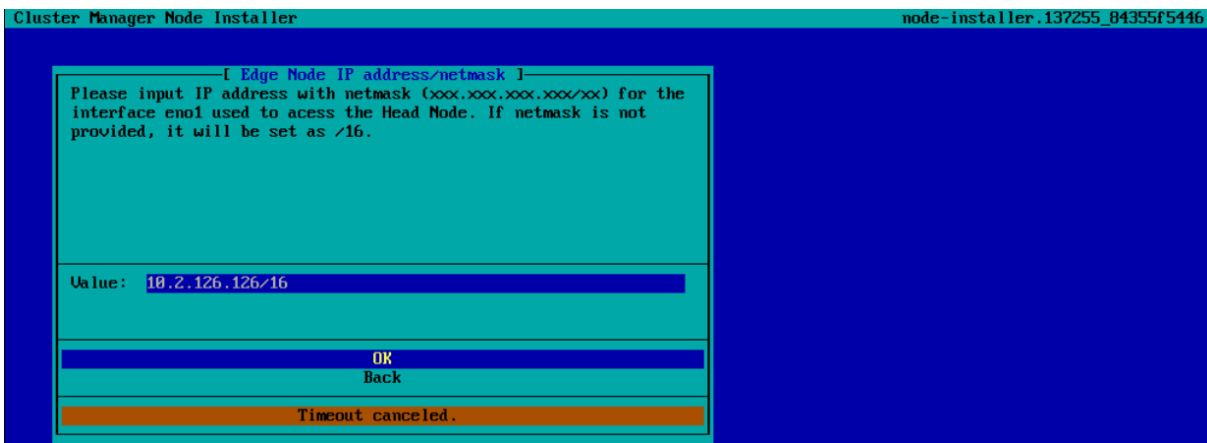 Cluster Manager Node Installer node-installer.137255_84355f5446
[ Edge Node IP address/netmask ]
Please input IP address with netmask (xxx.xxx.xxx.xxx/xx) for the
interface eno1 used to acess the Head Node. If netmask is not
provided, it will be set as /16.
Value: 10.2.126.126/16
OK
Back
Timeout canceled.